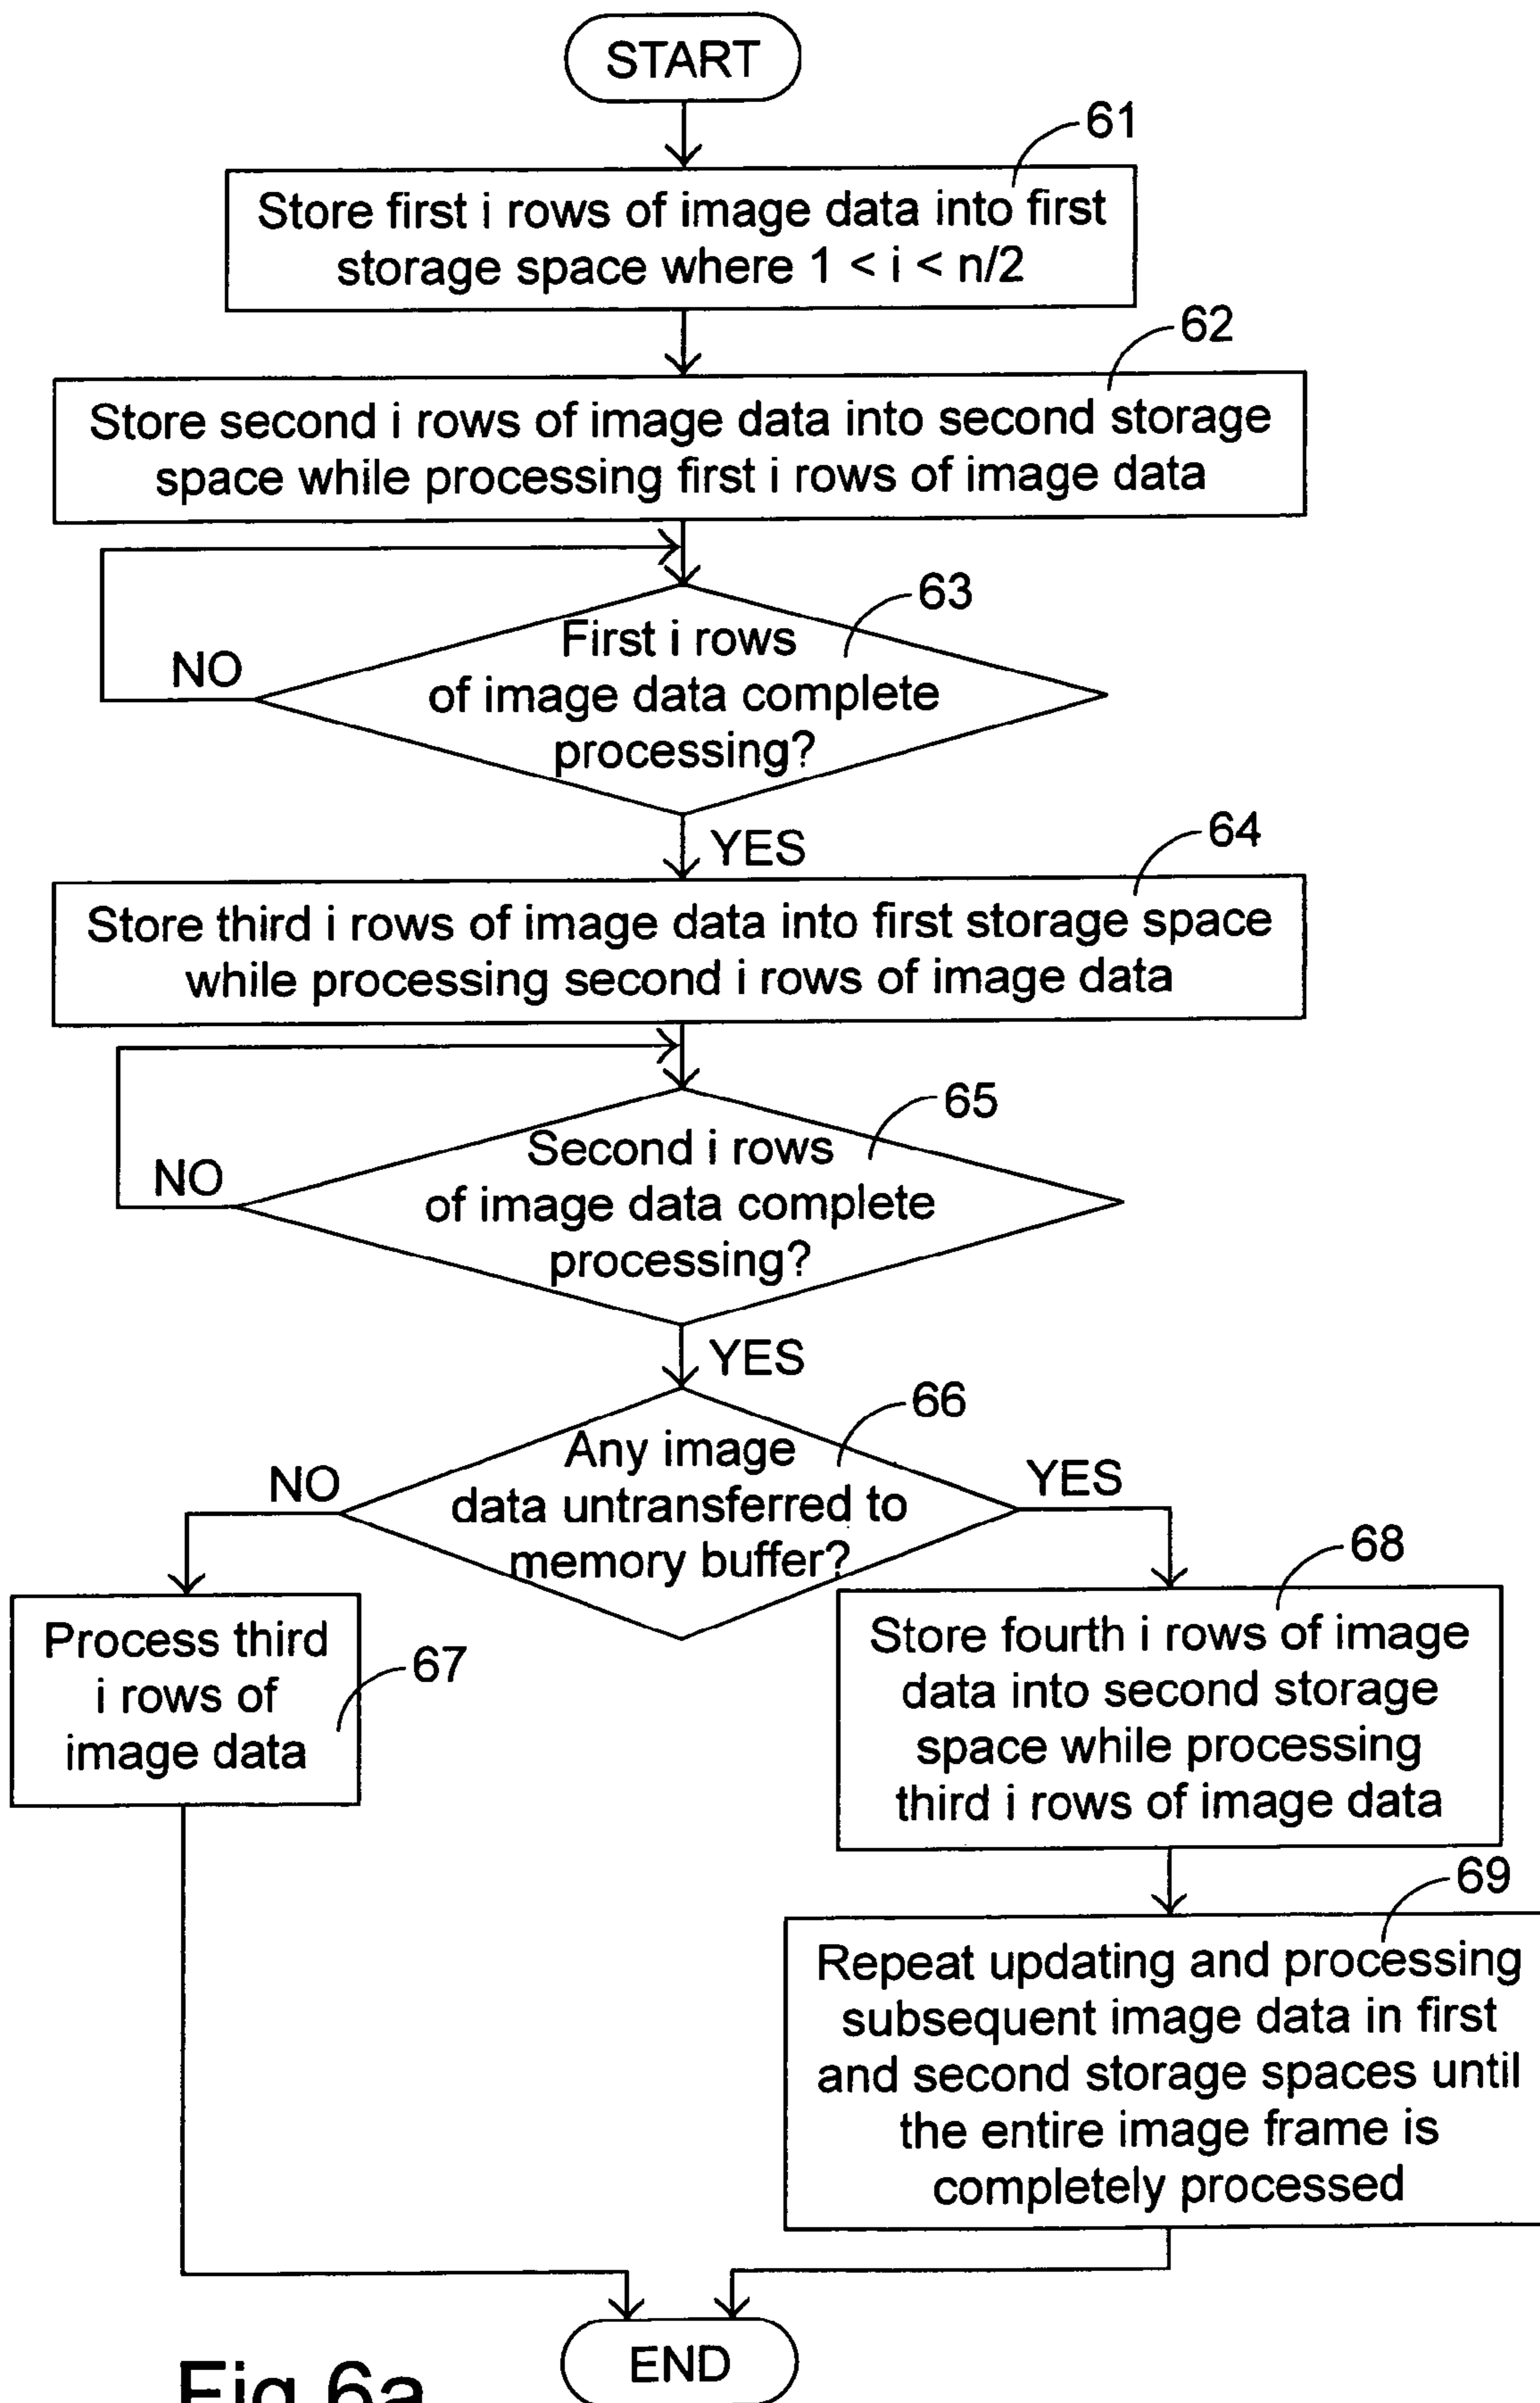 START
61
Store first i rows of image data into first
storage space where 1 < i < n/2
62
Store second i rows of image data into second storage
space while processing first i rows of image data
63
First i rows
of image data complete
processing?
NO
YES
64
Store third i rows of image data into first storage space
while processing second i rows of image data
65
Second i rows
of image data complete
processing?
NO
YES
66
Any image
data untransferred to
memory buffer?
NO
YES
67
Process third
i rows of
image data
68
Store fourth i rows of image
data into second storage
space while processing
third i rows of image data
69
Repeat updating and processing
subsequent image data in first
and second storage spaces until
the entire image frame is
completely processed
END
Fig.6a